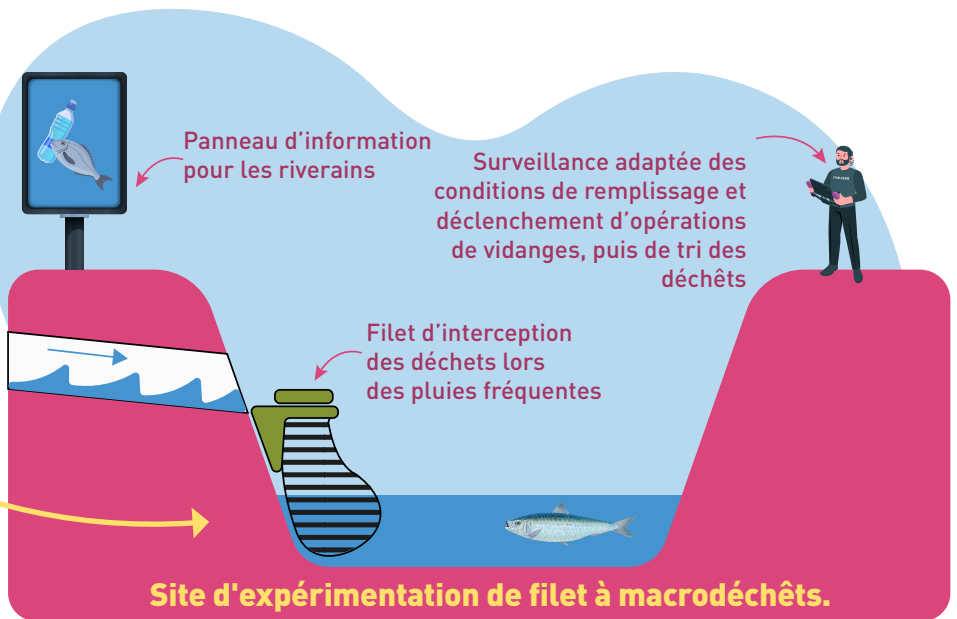 Panneau d'information
pour les riverains
Surveillance adaptée des
conditions de remplissage et
déclenchement d'opérations
de vidanges, puis de tri des
déchêts
Filet d'interception
des déchets lors
des pluies fréquentes
Site d'expérimentation de filet à macrodéchêts.